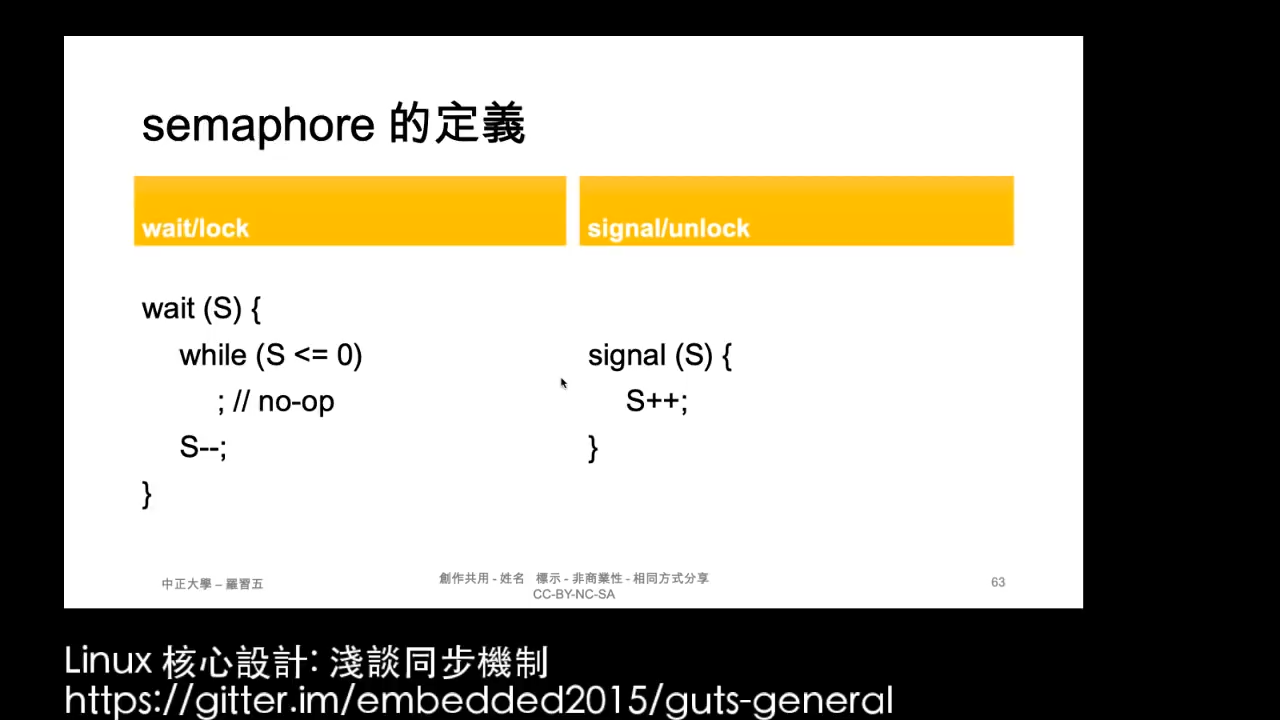 semaphore 的定義
wait/lock
signal/unlock
wait (S) {
while (S <= 0)
; // no-op
S--;
}
signal (S) {
S++;
}
中正大學 – 羅習五
創作共用 - 姓名 標示 - 非商業性 - 相同方式分享
CC-BY-NC-SA
63
Linux 核心設計: 淺談同步機制
https://gitter.im/embedded2015/guts-general